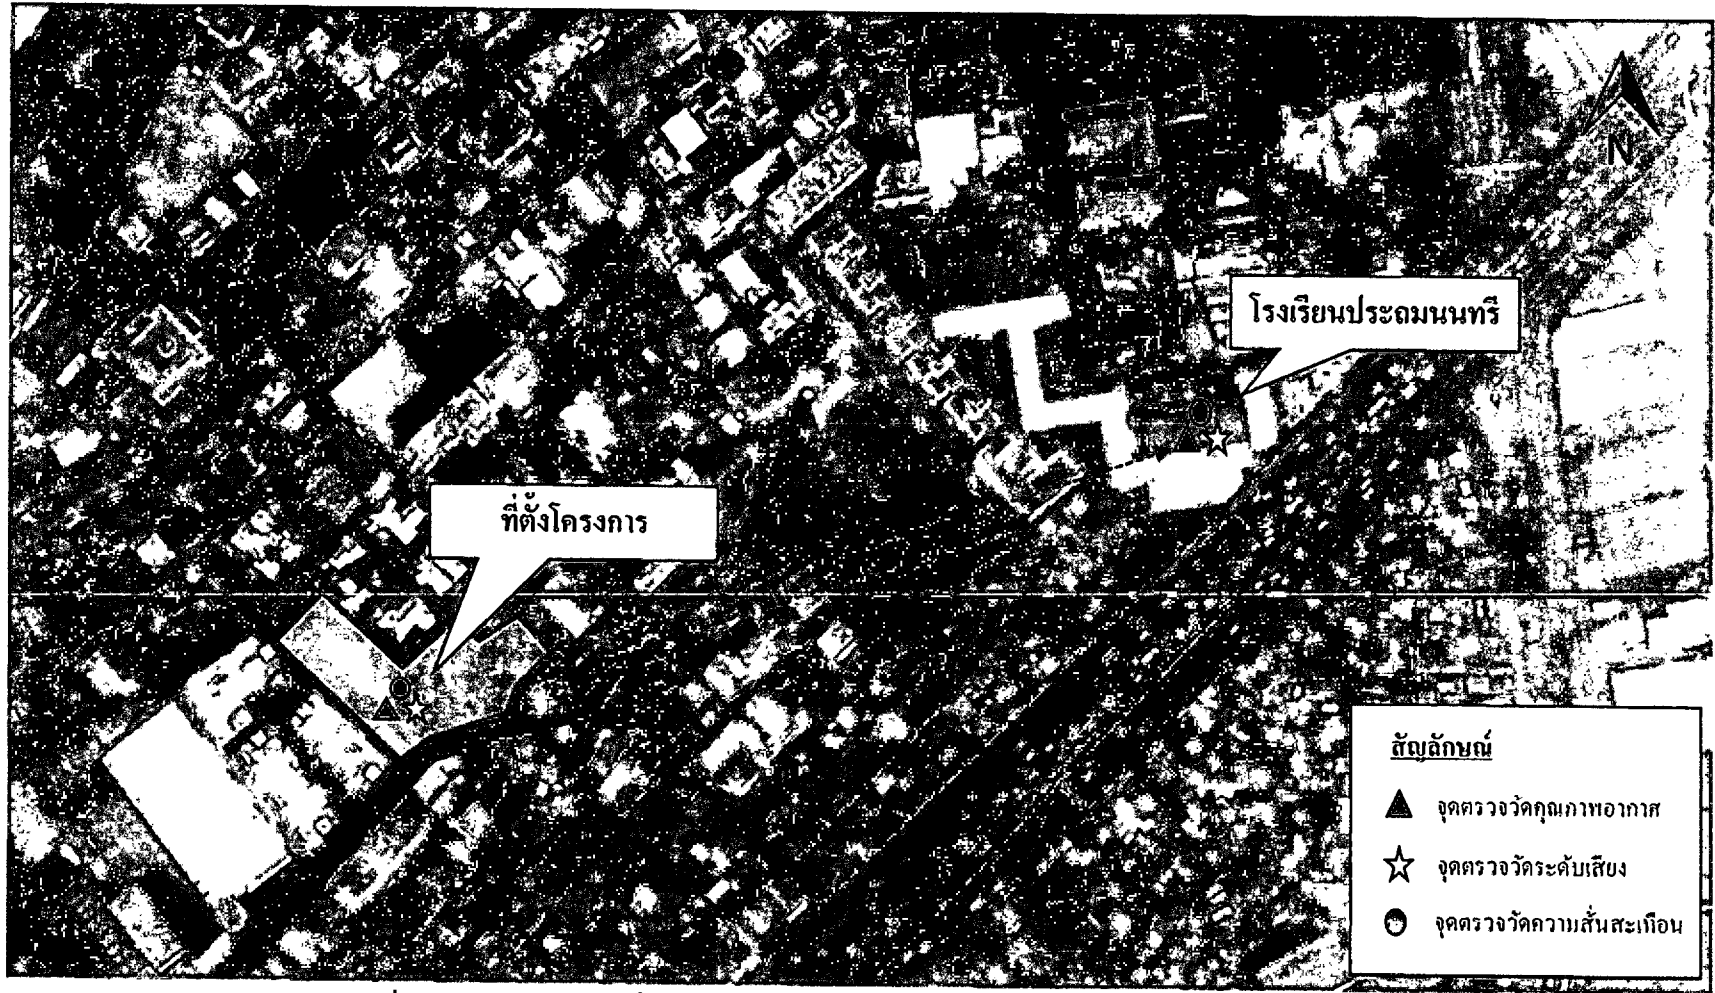 N
โรงเรียนประถมนนทรี
ที่ตั้งโครงการ
สัญลักษณ์
จุดตรวจวัดคุณภาพอากาศ
จุดตรวจวัดระดับเสียง
จุดตรวจวัดความสั่นสะเทือน